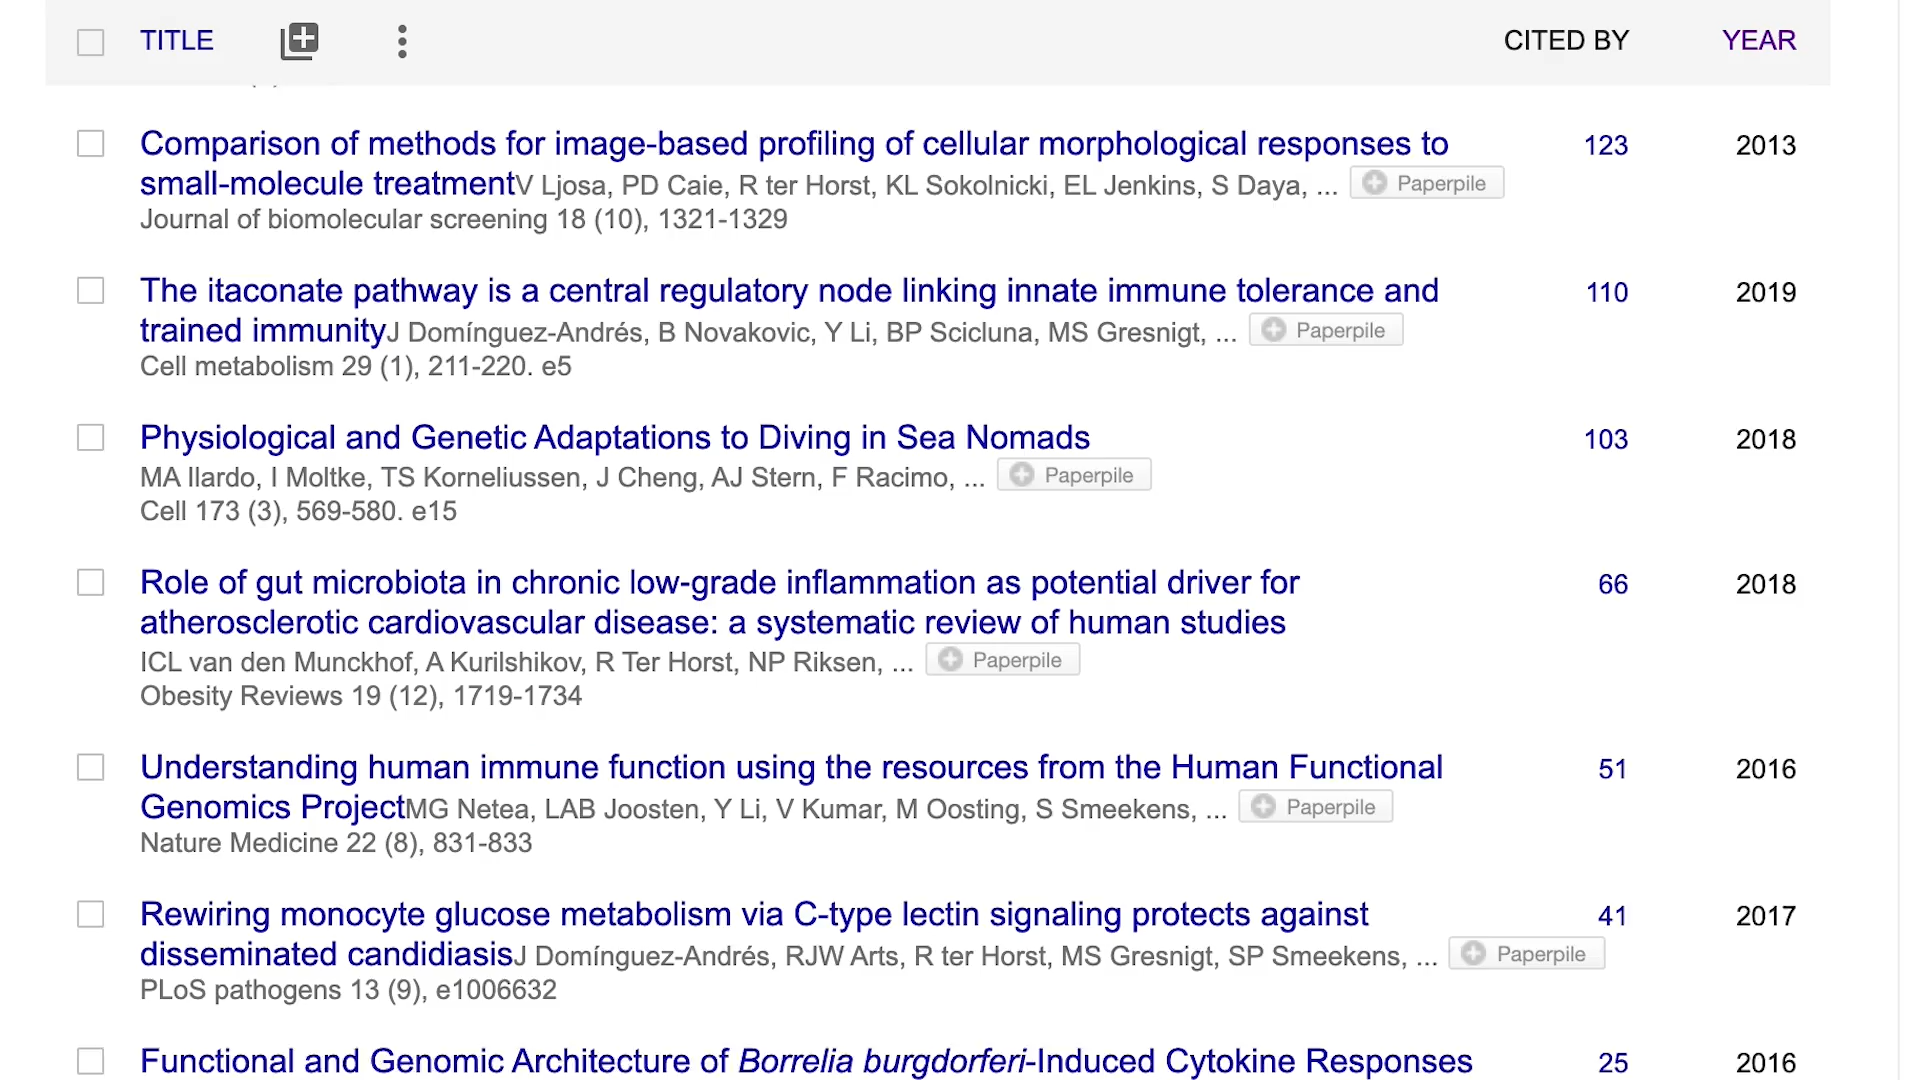 TITLE CITED BY YEAR
Comparison of methods for image-based profiling of cellular morphological responses to 123 2013
small-molecule treatmentV Ljosa, PD Caie, R ter Horst, KL Sokolnicki, EL Jenkins, S Daya, ... Paperpile
Journal of biomolecular screening 18 (10), 1321-1329
The itaconate pathway is a central regulatory node linking innate immune tolerance and 110 2019
trained immunityJ Domínguez-Andrés, B Novakovic, Y Li, BP Scicluna, MS Gresnigt, ... Paperpile
Cell metabolism 29 (1), 211-220. e5
Physiological and Genetic Adaptations to Diving in Sea Nomads 103 2018
MA Ilardo, I Moltke, TS Korneliussen, J Cheng, AJ Stern, F Racimo, ... Paperpile
Cell 173 (3), 569-580. e15
Role of gut microbiota in chronic low-grade inflammation as potential driver for 66 2018
atherosclerotic cardiovascular disease: a systematic review of human studies
ICL van den Munckhof, A Kurilshikov, R Ter Horst, NP Riksen, ... Paperpile
Obesity Reviews 19 (12), 1719-1734
Understanding human immune function using the resources from the Human Functional 51 2016
Genomics ProjectMG Netea, LAB Joosten, Y Li, V Kumar, M Oosting, S Smeekens, ... Paperpile
Nature Medicine 22 (8), 831-833
Rewiring monocyte glucose metabolism via C-type lectin signaling protects against 41 2017
disseminated candidiasisJ Domínguez-Andrés, RJW Arts, R ter Horst, MS Gresnigt, SP Smeekens, ... Paperpile
PLoS pathogens 13 (9), e1006632
Functional and Genomic Architecture of Borrelia burgdorferi-Induced Cytokine Responses 25 2016